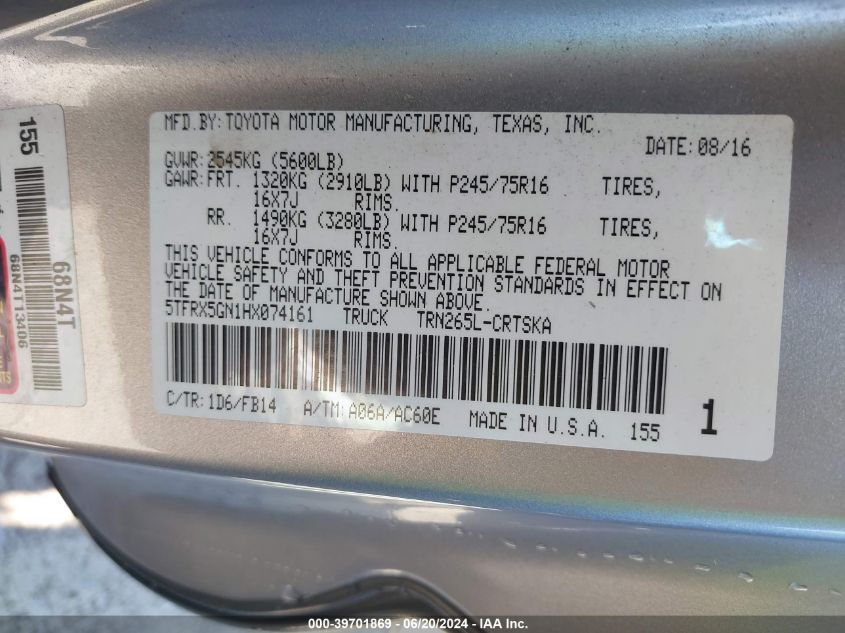 MFD.BY:TOYOTA MOTOR MANUFACTURING, TEXAS, INC.
DATE:08/16
GVWR:2545KG (5600LB)
GAWR:FRT. 1320KG (2910LB) WITH P245/75R16 TIRES,
16X7J RIMS.
RR. 1490KG (3280LB) WITH P245/75R16 TIRES,
16X7J RIMS.
THIS VEHICLE CONFORMS TO ALL APPLICABLE FEDERAL MOTOR
VEHICLE SAFETY AND THEFT PREVENTION STANDARDS IN EFFECT ON
THE DATE OF MANUFACTURE SHOWN ABOVE.
5TFRX5GN1HX074161 TRUCK TRN265L-CRTSKA
C/TR:1D6/FB14 A/TM:A06A/AC60E MADE IN U.S.A. 155 1
155
68N4T
68N4T13406
000-39701869 - 06/20/2024 - IAAI.com